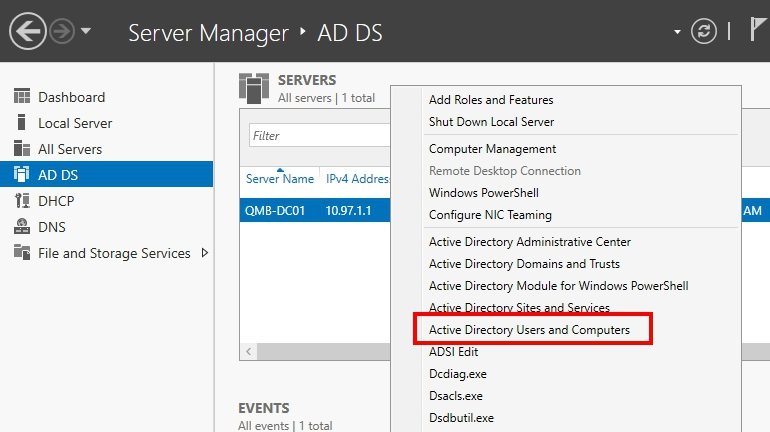 Server Manager ‣ AD DS
Dashboard
Local Server
All Servers
AD DS
DHCP
DNS
File and Storage Services
SERVERS
All servers | 1 total
Filter
Server Name IPv4 Address
QMB-DC01 10.97.1.1
AM
Add Roles and Features
Shut Down Local Server
Computer Management
Remote Desktop Connection
Windows PowerShell
Configure NIC Teaming
Active Directory Administrative Center
Active Directory Domains and Trusts
Active Directory Module for Windows PowerShell
Active Directory Sites and Services
Active Directory Users and Computers
ADSI Edit
Dcdiag.exe
Dsacls.exe
Dsdbutil.exe
EVENTS
All events | 1 total